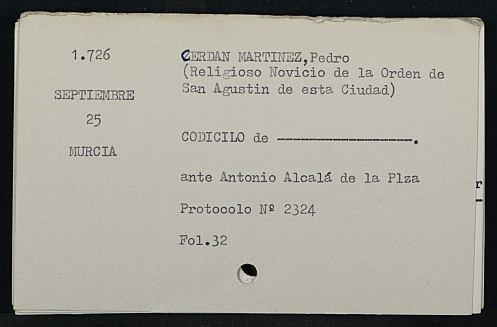 1.726
SEPTIEMBRE
25
MURCIA
CERDAN MARTINEZ,Pedro
(Religioso Novicio de la Orden de
San Agustin de esta Ciudad)
CODICILO de -----------------.
ante Antonio Alcalá de la Plza
Protocolo Nº 2324
Fol.32